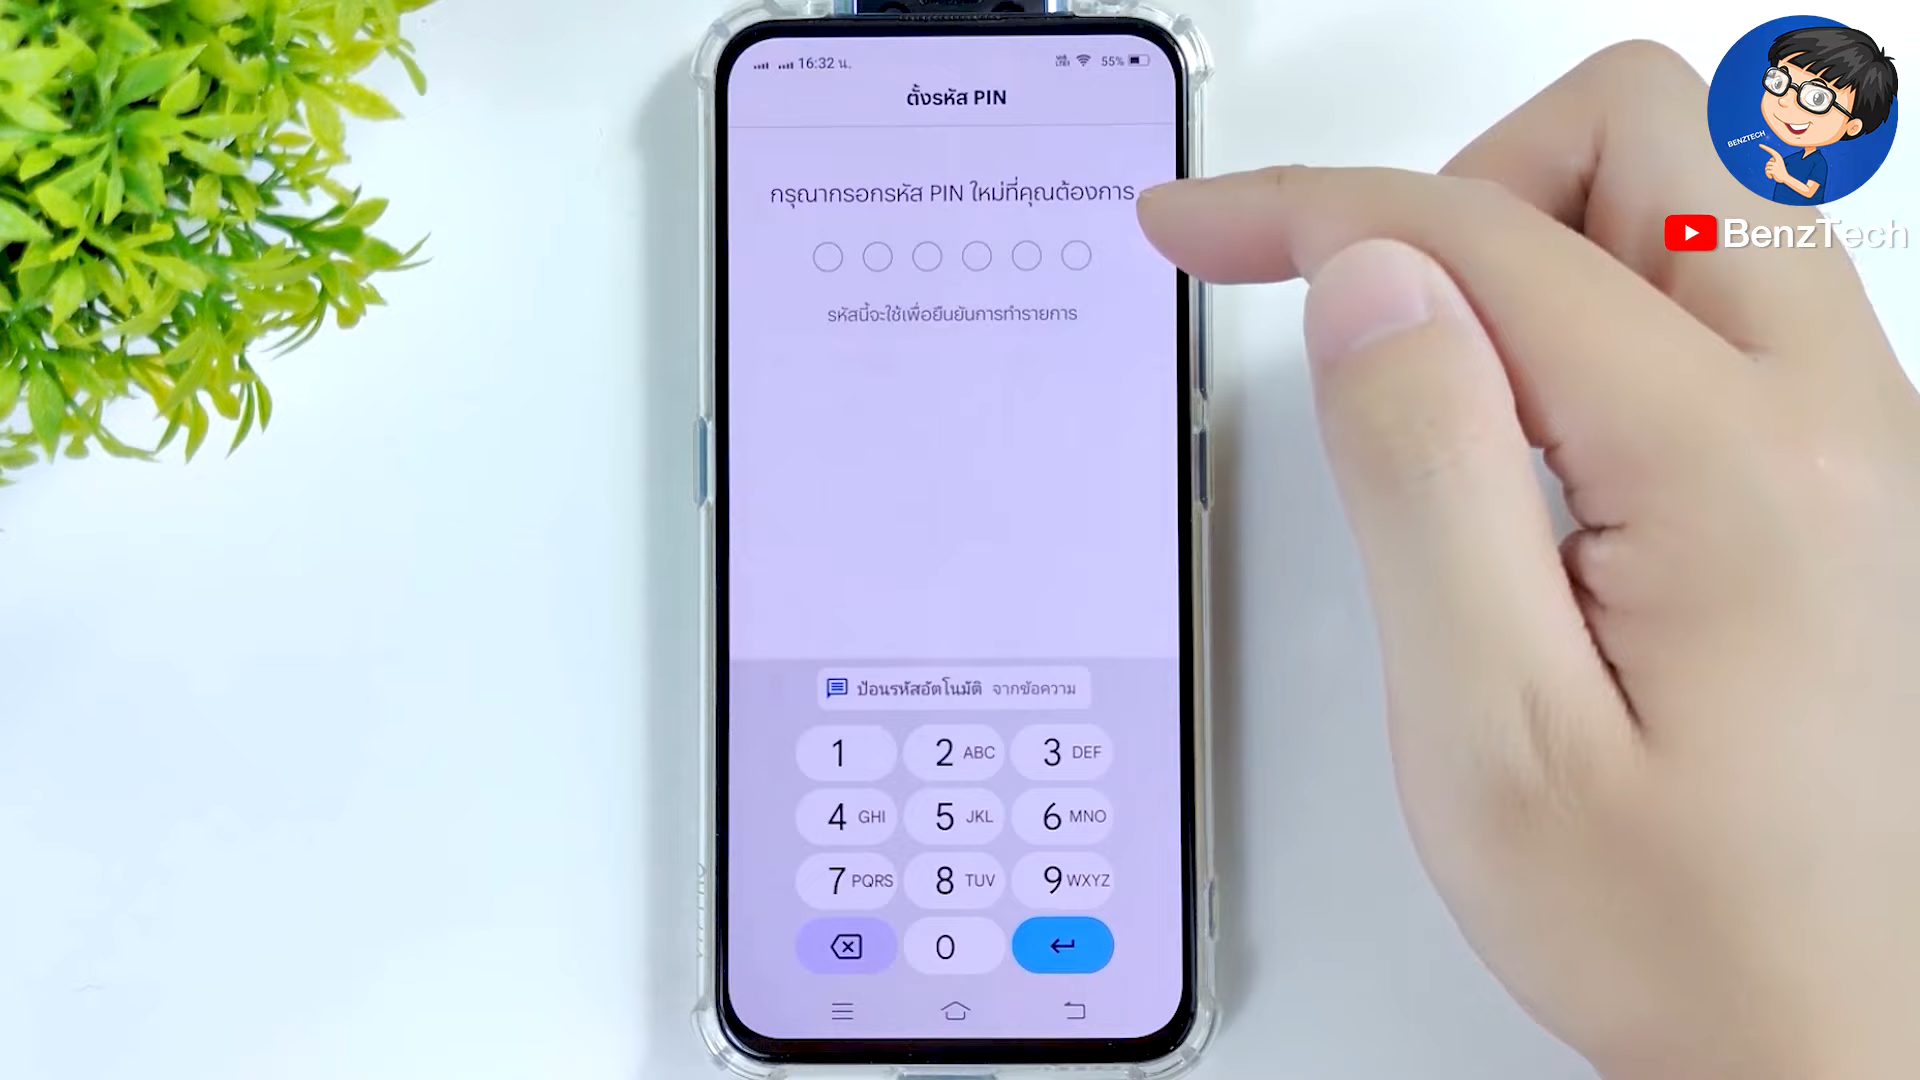 16:32 น.
55%
ตั้งรหัส PIN
กรุณากรอกรหัส PIN ใหม่ที่คุณต้องการ
รหัสนี้จะใช้เพื่อยืนยันการทำรายการ
ป้อนรหัสอัตโนมัติ จากข้อความ
1
2 ABC
3 DEF
4 GHI
5 JKL
6 MNO
7 PQRS
8 TUV
9 WXYZ
0
BENZTECH
BenzTech